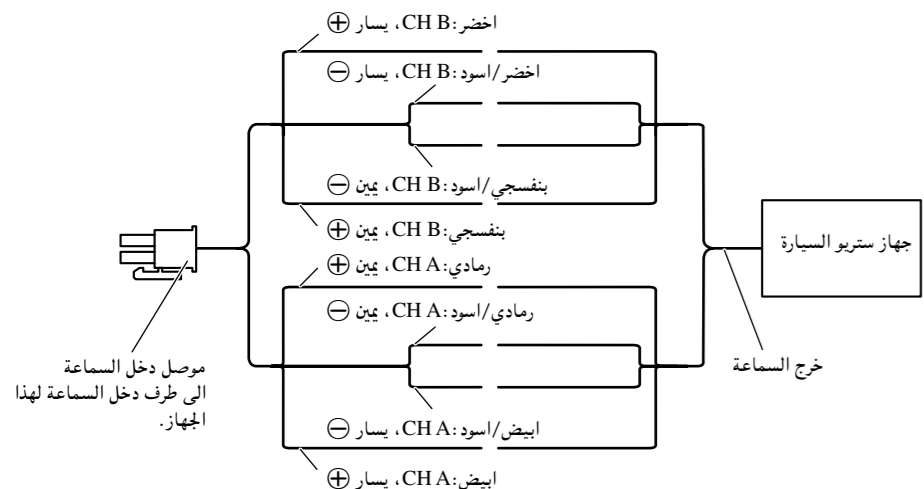 اخضر:CH B، يسار ⊕
اخضر/اسود:CH B، يسار ⊖
بنفسجي/اسود:CH B، يمين ⊖
بنفسجي:CH B، يمين ⊕
رمادي:CH A، يمين ⊕
رمادي/اسود:CH A، يمين ⊖
ابيض/اسود:CH A، يسار ⊖
ابيض:CH A، يسار ⊕
جهاز ستريو السيارة
خرج السماعة
موصل دخل السماعة
الى طرف دخل السماعة لهذا
الجهاز.